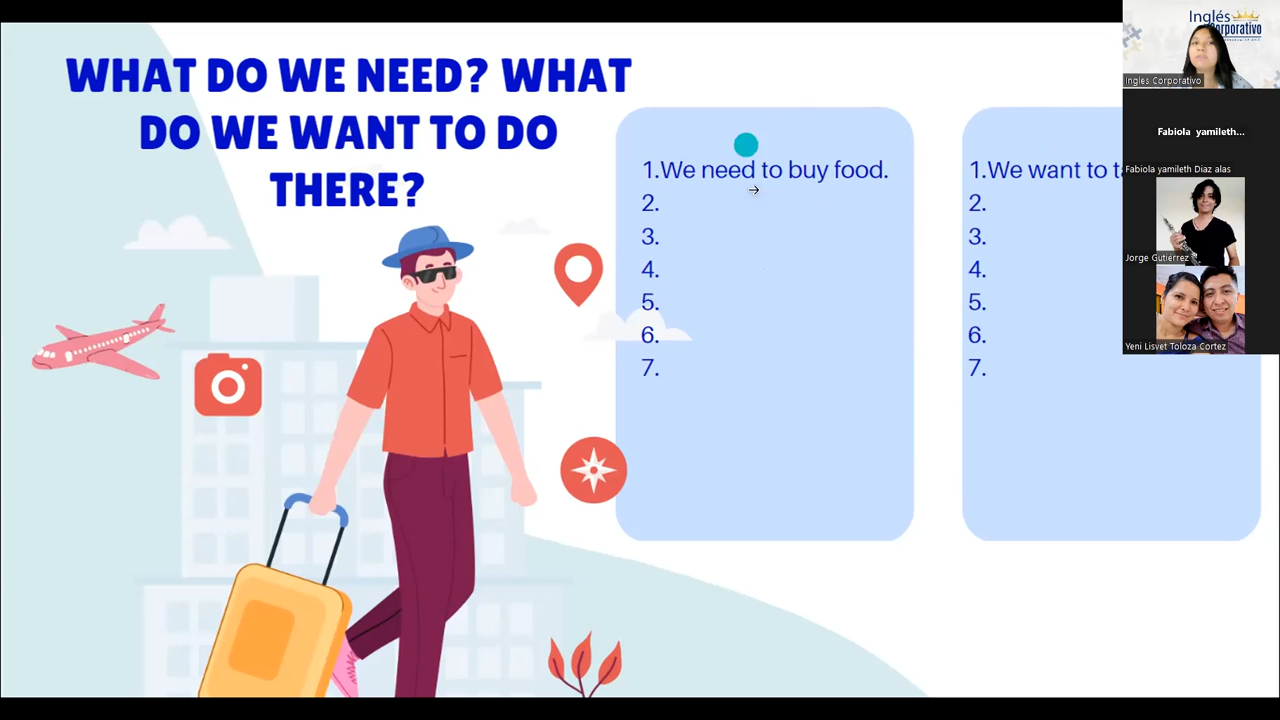 WHAT DO WE NEED? WHAT
DO WE WANT TO DO
THERE?
1.We need to buy food.
2.
3.
4.
5.
6.
7.
1.We want to
2.
3.
4.
5.
6.
7.
Inglés
Corporativo
Ingles Corporativo
Fabiola yamileth...
Fabiola yamileth Diaz alas
Jorge Gutiérrez
Yeni Lisvet Toloza Cortez